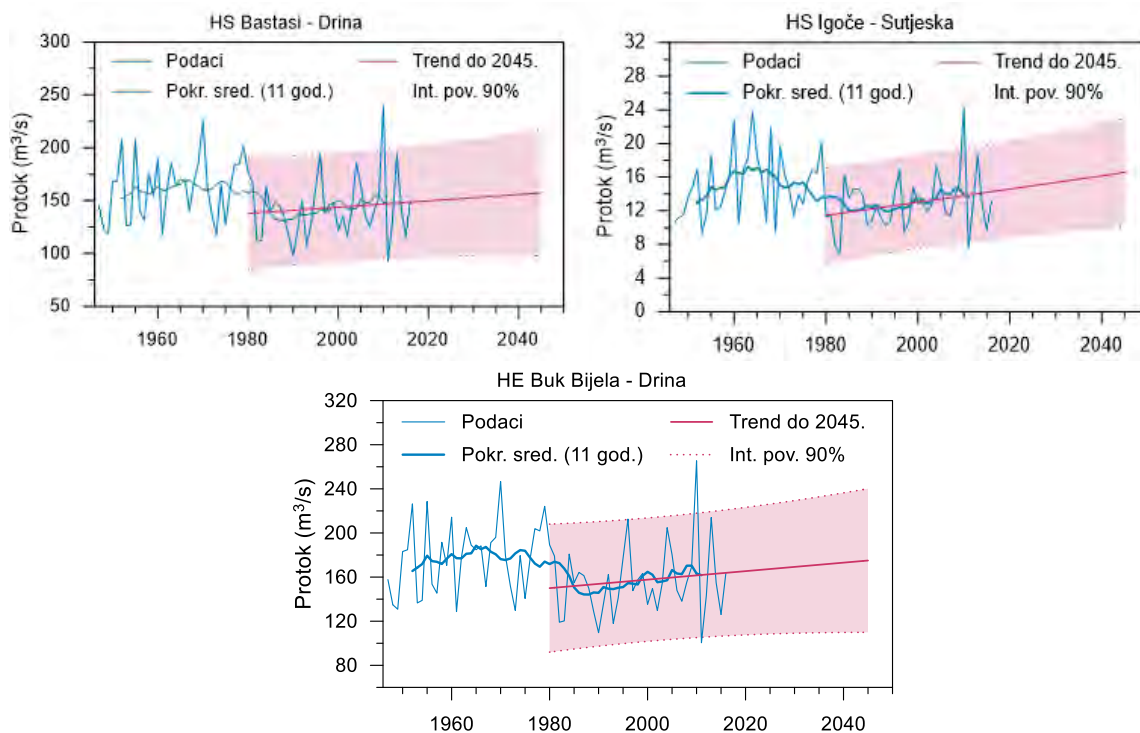 HS Bastasi - Drina
300
250
200
150
100
50
Protok (m³/s)
Podaci
Trend do 2045.
Pokr. sred. (11 god.)
Int. pov. 90%
1960 1980 2000 2020 2040
HS Igoče - Sutjeska
32
28
24
20
16
12
8
4
0
Protok (m³/s)
Podaci
Trend do 2045.
Pokr. sred. (11 god.)
Int. pov. 90%
1960 1980 2000 2020 2040
HE Buk Bijela - Drina
320
280
240
200
160
120
80
Protok (m³/s)
Podaci
Trend do 2045.
Pokr. sred. (11 god.)
Int. pov. 90%
1960 1980 2000 2020 2040